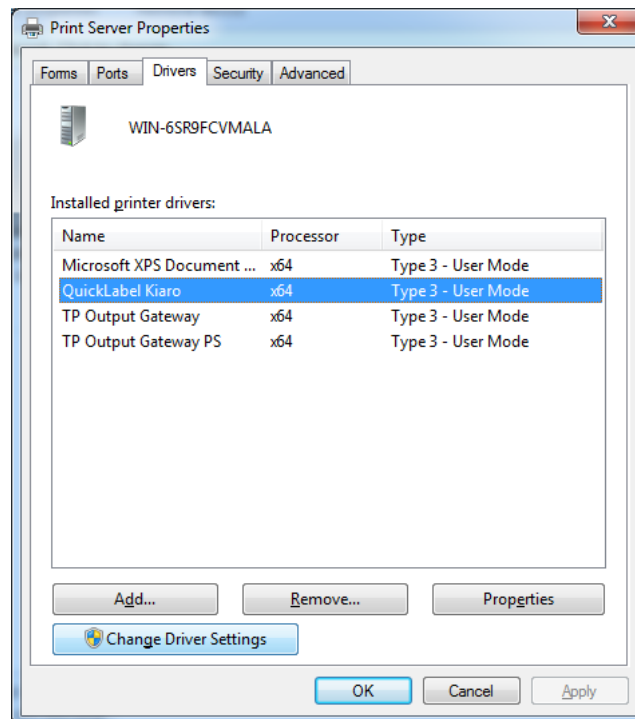 Print Server Properties
Forms Ports Drivers Security Advanced
WIN-6SR9FCVMALA
Installed printer drivers:
Name Processor Type
Microsoft XPS Document ... x64 Type 3 - User Mode
QuickLabel Kiaro x64 Type 3 - User Mode
TP Output Gateway x64 Type 3 - User Mode
TP Output Gateway PS x64 Type 3 - User Mode
Add... Remove... Properties
Change Driver Settings
OK Cancel Apply